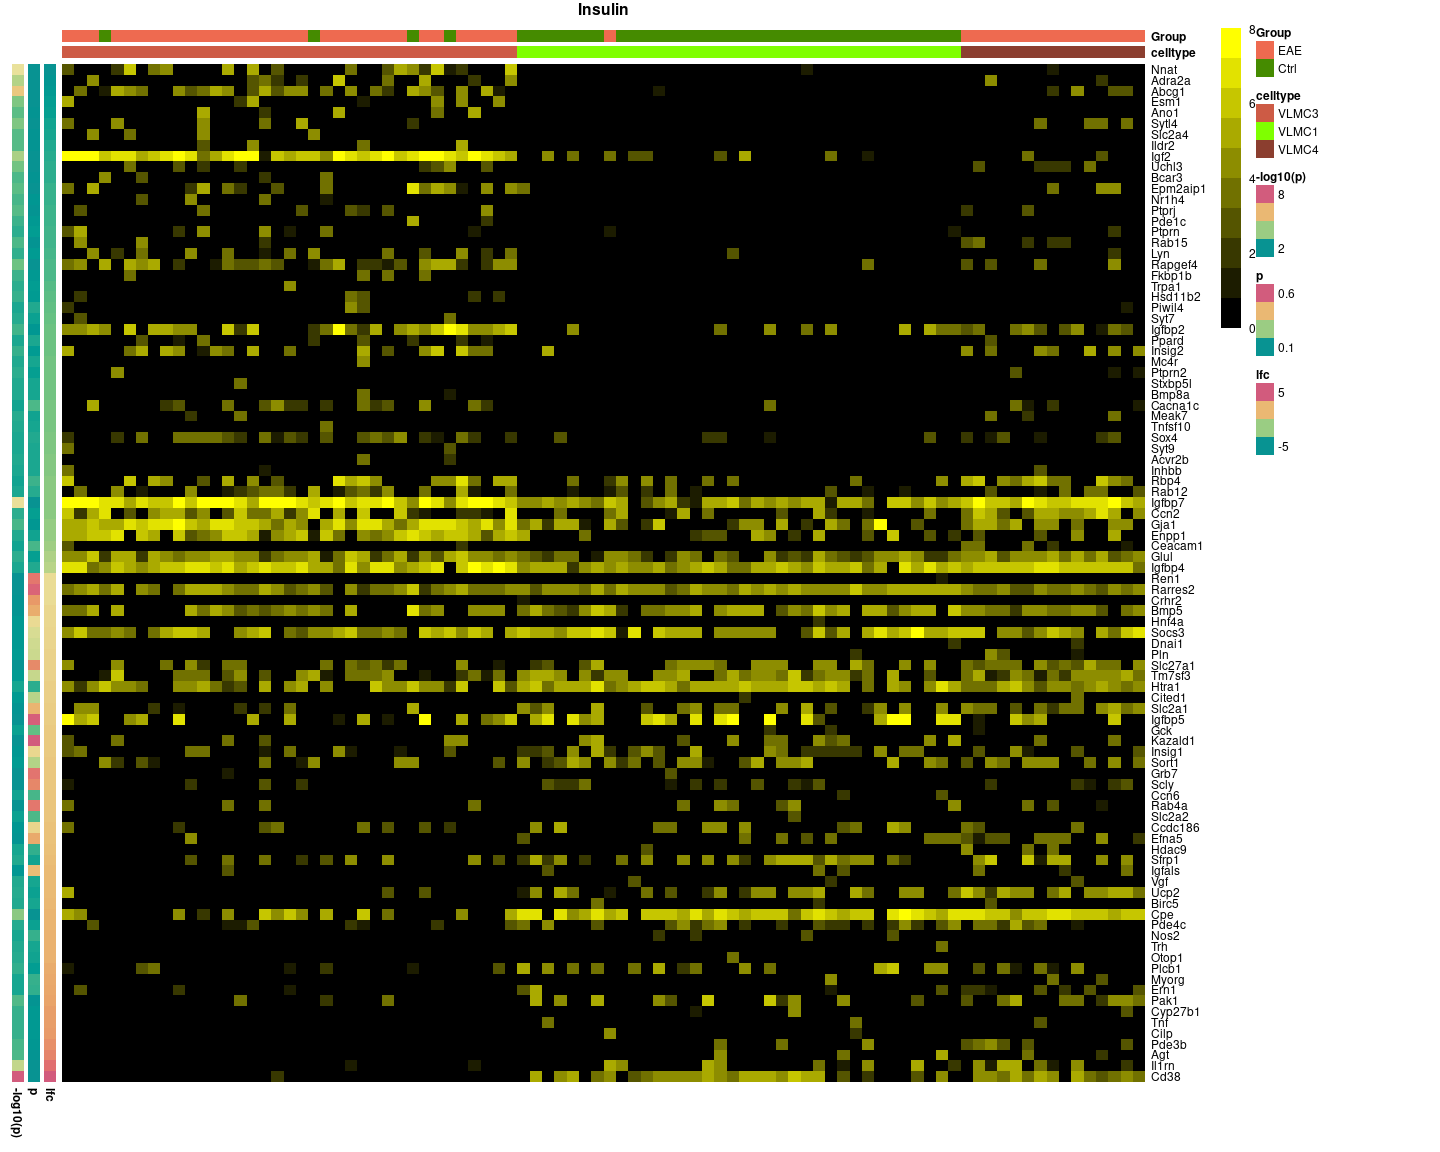 Insulin
Group
celltype
Nnat
Adra2a
Abcg1
Esm1
Ano1
Sytl4
Slc2a4
Ildr2
Igf2
Uchl3
Bcar3
Epm2aip1
Nr1h4
Ptprj
Pde1c
Ptprn
Rab15
Lyn
Rapgef4
Fkbp1b
Trpa1
Hsd11b2
Piwil4
Syt7
Igfbp2
Ppard
Insig2
Mc4r
Ptprn2
Stxbp5l
Bmp8a
Cacna1c
Meak7
Tnfsf10
Sox4
Syt9
Acvr2b
Inhbb
Rbp4
Rab12
Igfbp7
Ccn2
Gja1
Enpp1
Ceacam1
Glul
Igfbp4
Ren1
Rarres2
Crhr2
Bmp5
Hnf4a
Socs3
Dnai1
Pln
Slc27a1
Tm7sf3
Htra1
Cited1
Slc2a1
Igfbp5
Gck
Kazald1
Insig1
Sort1
Grb7
Scly
Ccn6
Rab4a
Slc2a2
Ccdc186
Efna5
Hdac9
Sfrp1
Igfals
Vgf
Ucp2
Birc5
Cpe
Pde4c
Nos2
Trh
Otop1
Plcb1
Myorg
Ern1
Pak1
Cyp27b1
Tnf
Cilp
Pde3b
Agt
Il1rn
Cd38
-log10(p)
p
lfc
8
6
4
2
0
Group
EAE
Ctrl
celltype
VLMC3
VLMC1
VLMC4
-log10(p)
8
2
p
0.6
0.1
lfc
5
-5